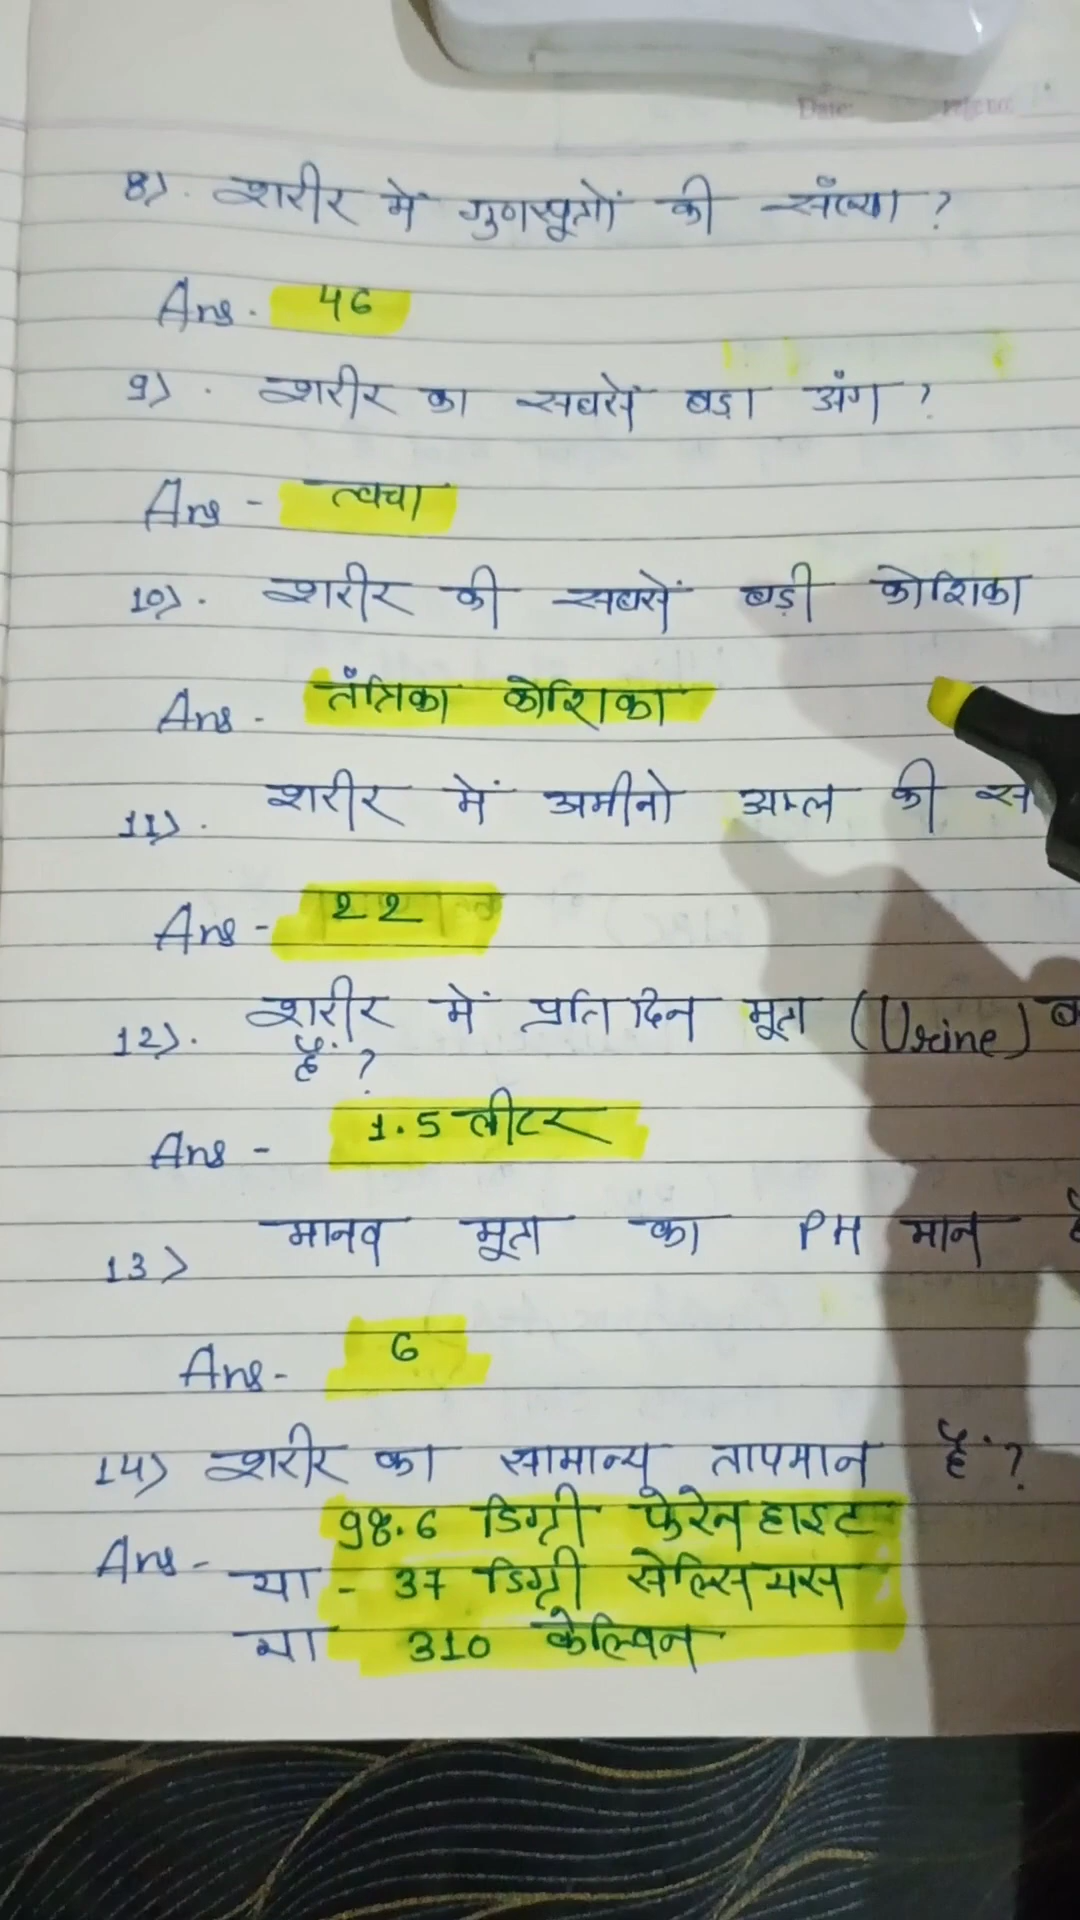 Date:
8). शरीर में गुणसूत्रों की संख्या ?
Ans. 46
9). शरीर का सबसे बड़ा अंग ?
Ans - त्वचा
10). शरीर की सबसें बड़ी कोशिका
Ans - तंत्रिका कोशिका
11). शरीर में अमीनो अम्ल की स
Ans - 22
12). शरीर में प्रतिदिन मूत्र (Urine) ब
हैं ?
Ans - 1.5 लीटर
13) मानव मूत्र का PH मान
Ans - 6
14) शरीर का सामान्य तापमान हैं ?
Ans - 98.6 डिग्री फेरेनहाइट
या - 37 डिग्री सेल्सियस
या 310 केल्विन